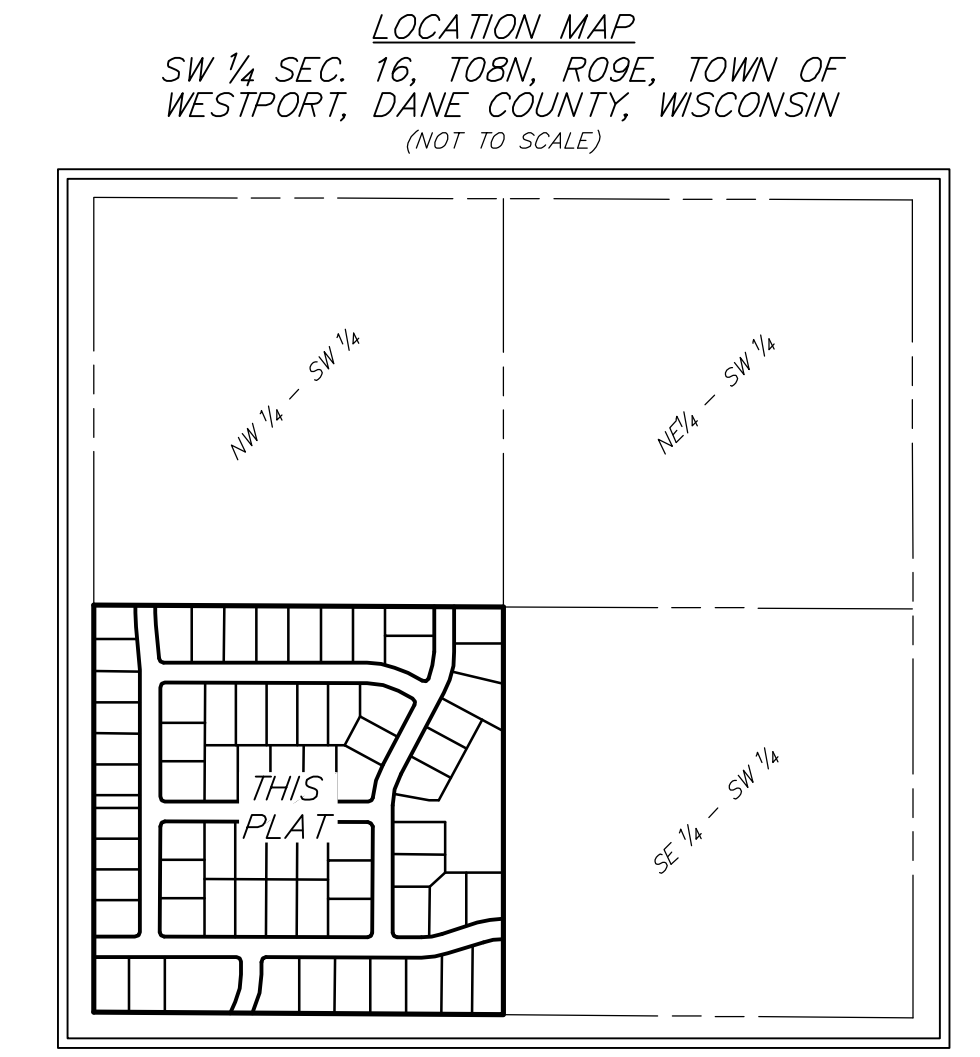 LOCATION MAP
SW 1/4 SEC. 16, T08N, R09E, TOWN OF
WESTPORT, DANE COUNTY, WISCONSIN
(NOT TO SCALE)
NW 1/4 - SW 1/4
NE1/4 - SW 1/4
THIS
PLAT
SE 1/4 - SW 1/4